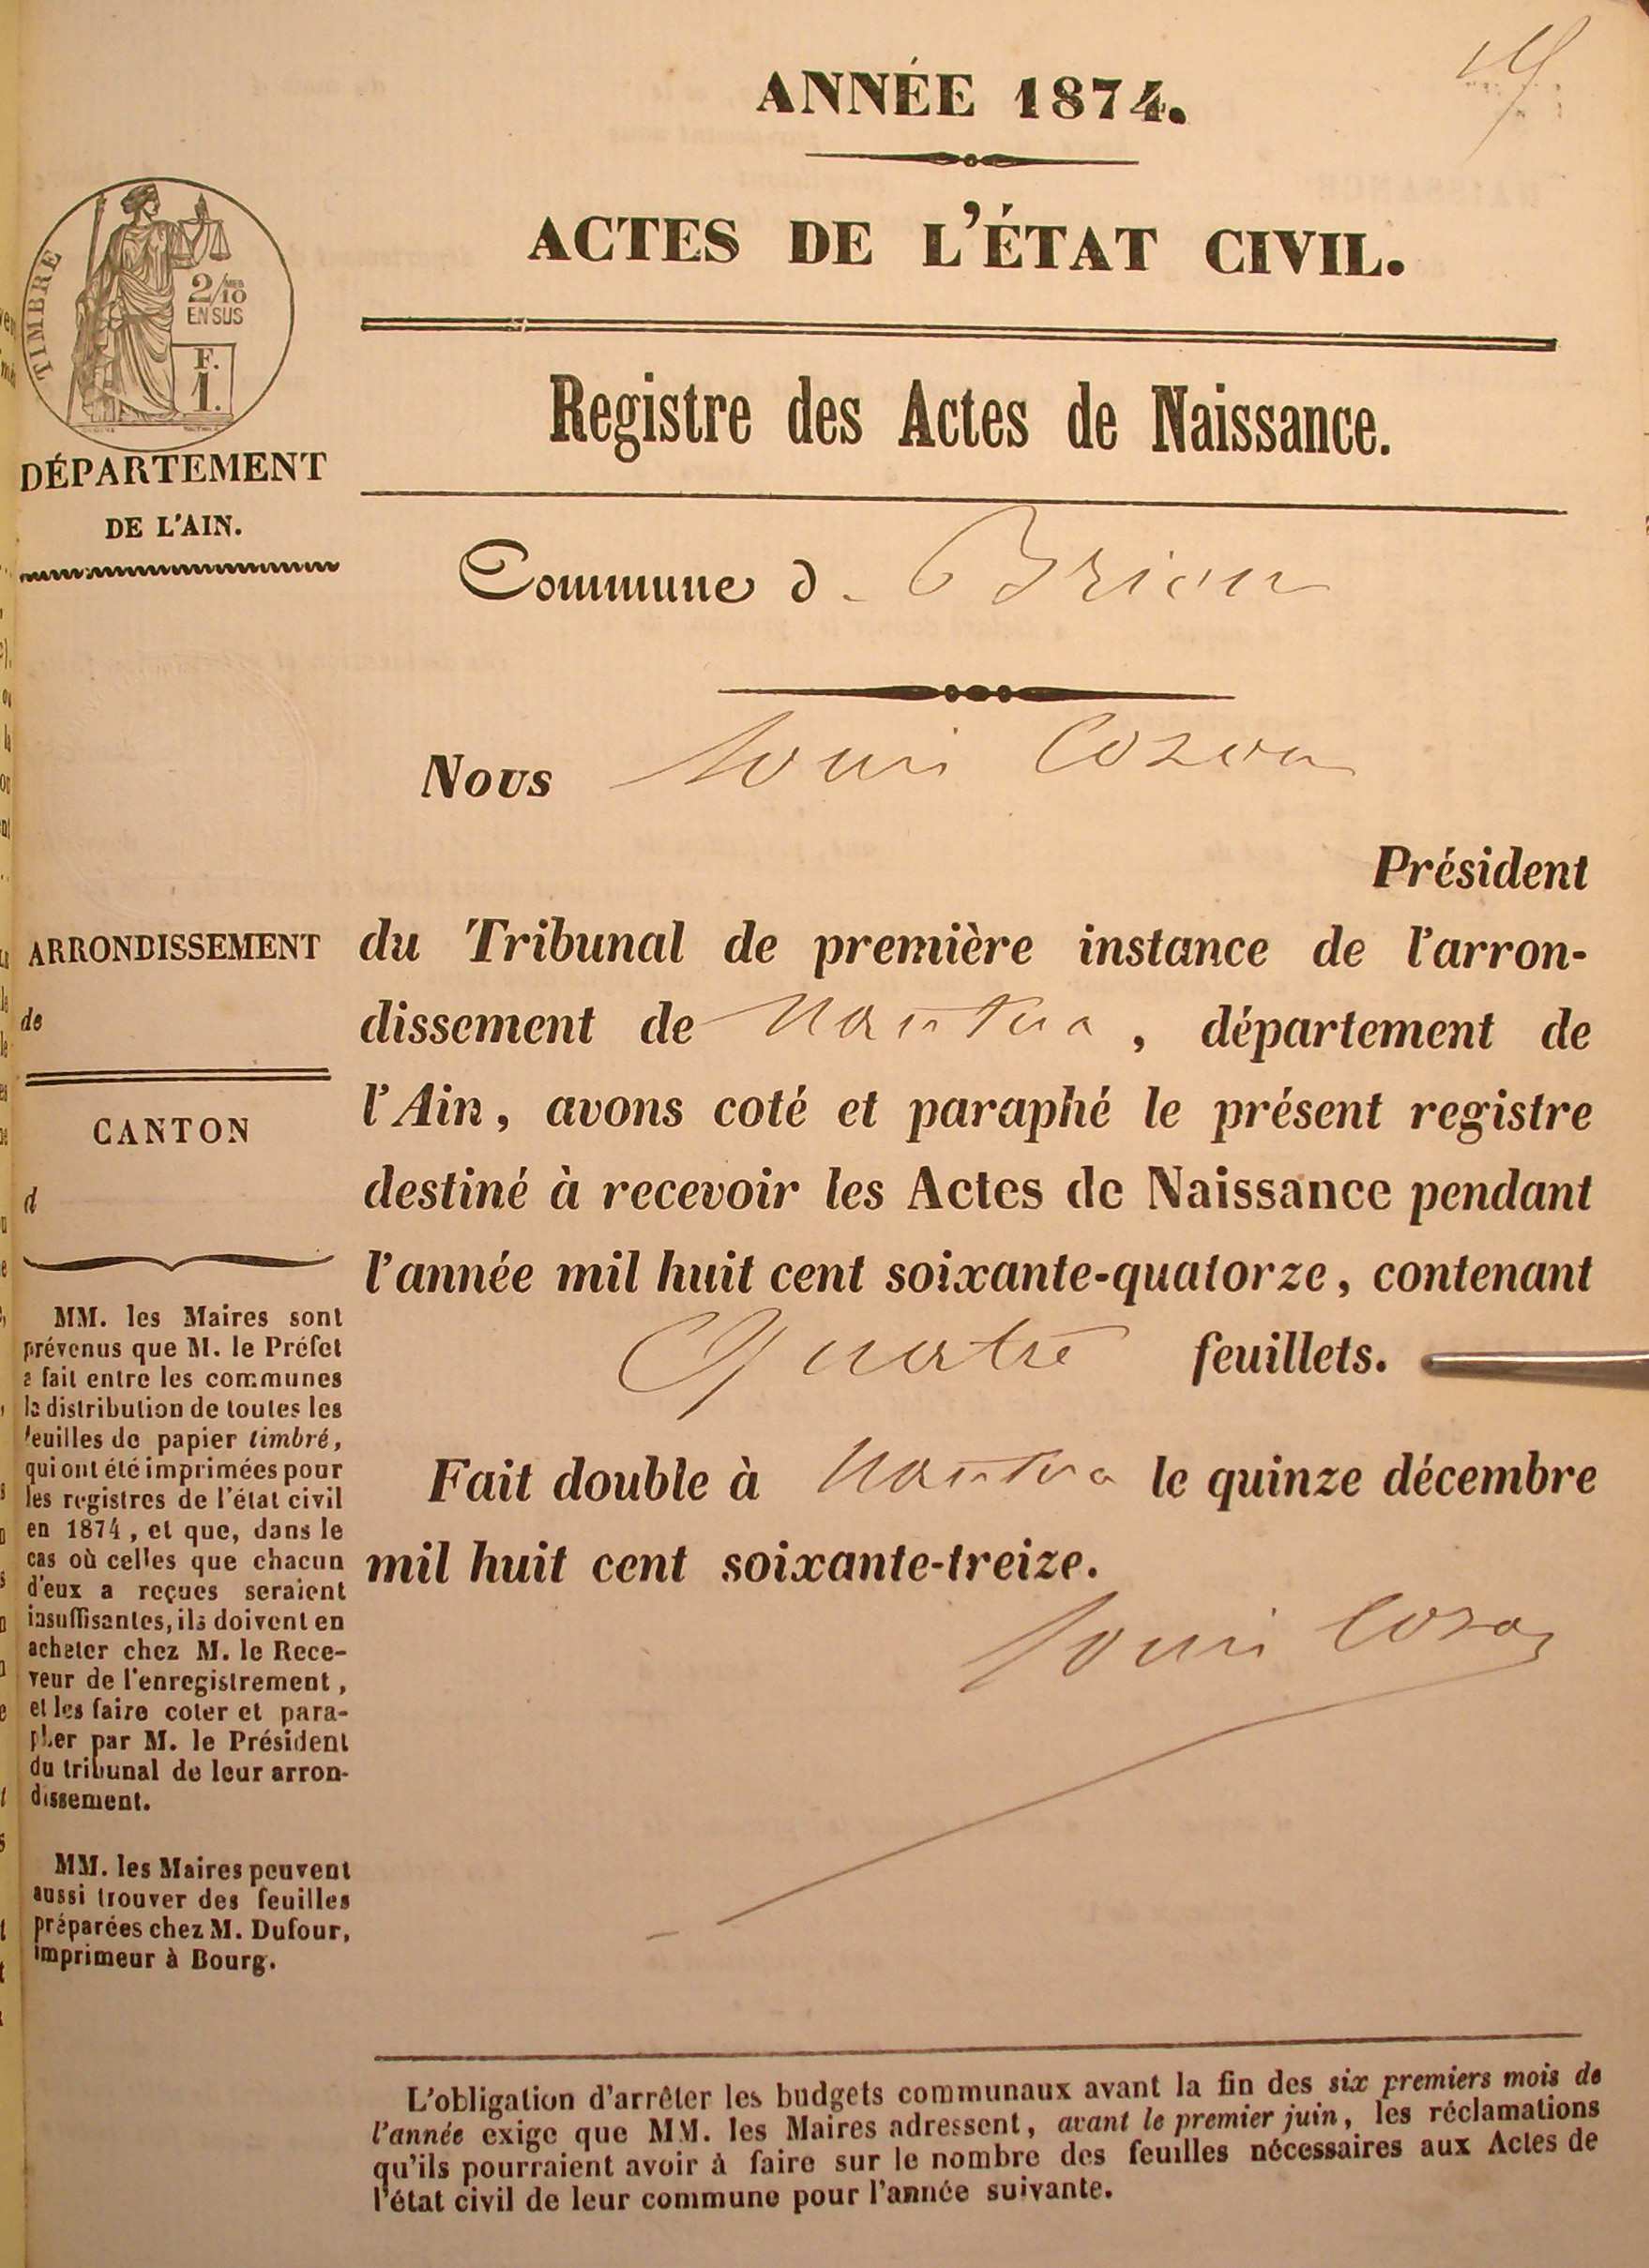 ANNÉE 1874.
ACTES DE L'ÉTAT CIVIL.
TIMBRE
2/10 MES
EN SUS
F.
1.
DÉPARTEMENT
DE L'AIN.
Registre des Actes de Naissance.
Commune d - Brion
Nous Louis Cozon
Président
du Tribunal de première instance de l'arron-
dissement de Nantua, département de
l'Ain, avons coté et paraphé le présent registre
destiné à recevoir les Actes de Naissance pendant
l'année mil huit cent soixante-quatorze, contenant
Quatre feuillets.
Fait double à Nantua le quinze décembre
mil huit cent soixante-treize.
Louis Cozon
ARRONDISSEMENT
de
CANTON
d
MM. les Maires sont
prévenus que M. le Préfet
a fait entre les communes
la distribution de toutes les
feuilles de papier timbré,
qui ont été imprimées pour
les registres de l'état civil
en 1874, et que, dans le
cas où celles que chacun
d'eux a reçues seraient
insuffisantes, ils doivent en
acheter chez M. le Rece-
veur de l'enregistrement,
et les faire coter et para-
pher par M. le Président
du tribunal de leur arron-
dissement.
MM. les Maires peuvent
aussi trouver des feuilles
préparées chez M. Dufour,
imprimeur à Bourg.
L'obligation d'arrêter les budgets communaux avant la fin des six premiers mois de
l'année exige que MM. les Maires adressent, avant le premier juin, les réclamations
qu'ils pourraient avoir à faire sur le nombre des feuilles nécessaires aux Actes de
l'état civil de leur commune pour l'année suivante.